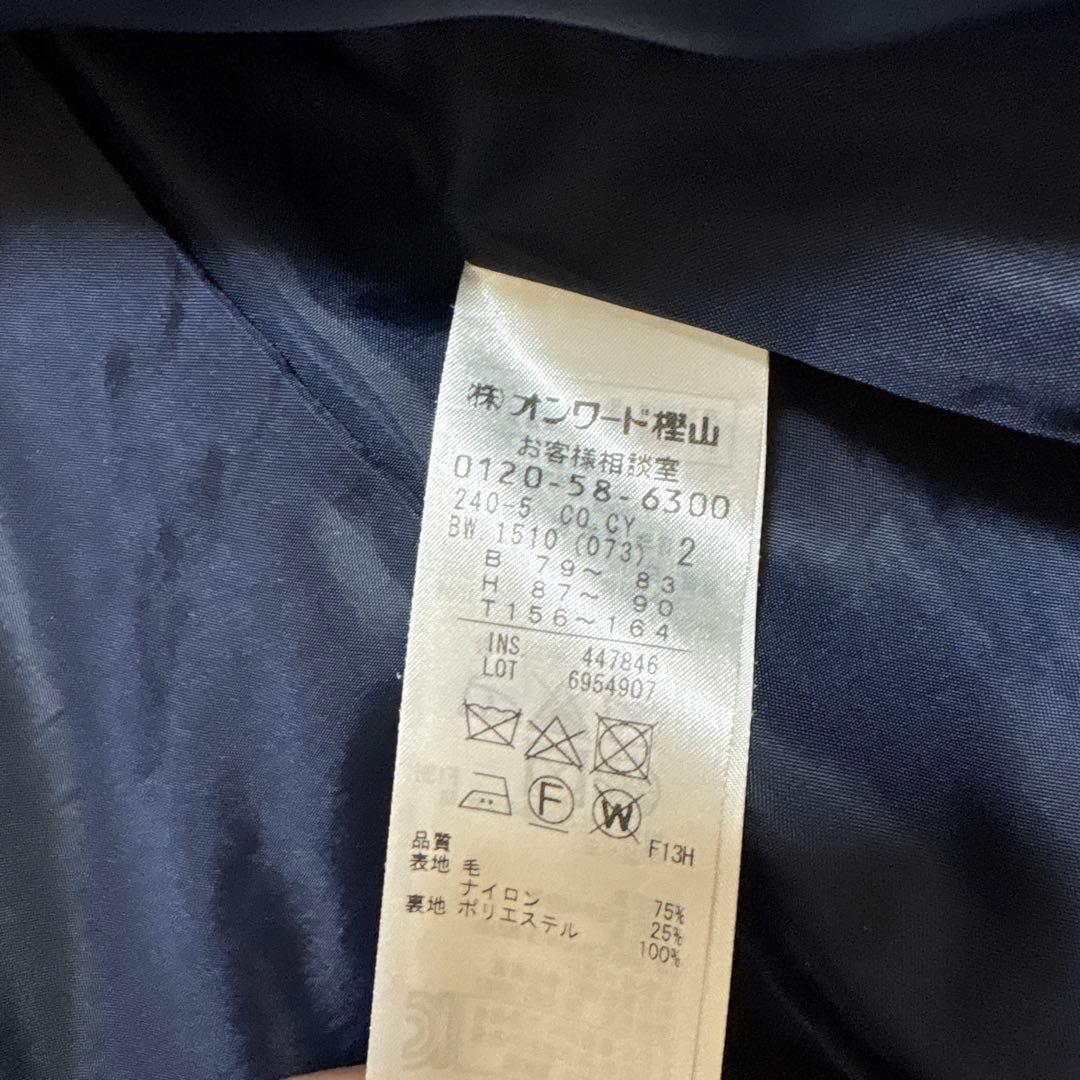 (株)オンワード樫山
お客様相談室
0120-58-6300
240-5 CO.CY
BW 1510 (073) 2
B 79〜 83
H 87〜 90
T156〜164
INS. 447846
LOT 6954907
F W
F13H
品質
表地 毛 75%
ナイロン 25%
裏地 ポリエステル 100%